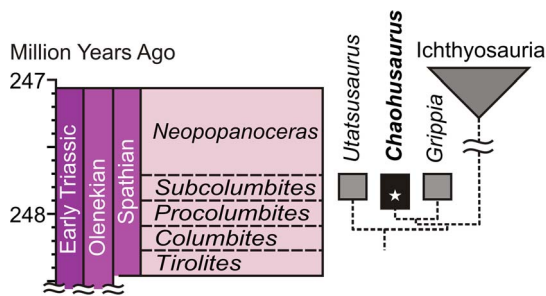 Million Years Ago
247
248
Early Triassic
Olenekian
Spathian
Neopopanoceras
Subcolumbites
Procolumbites
Columbites
Tirolites
Utatsusaurus
Chaohusaurus
Grippia
Ichthyosauria